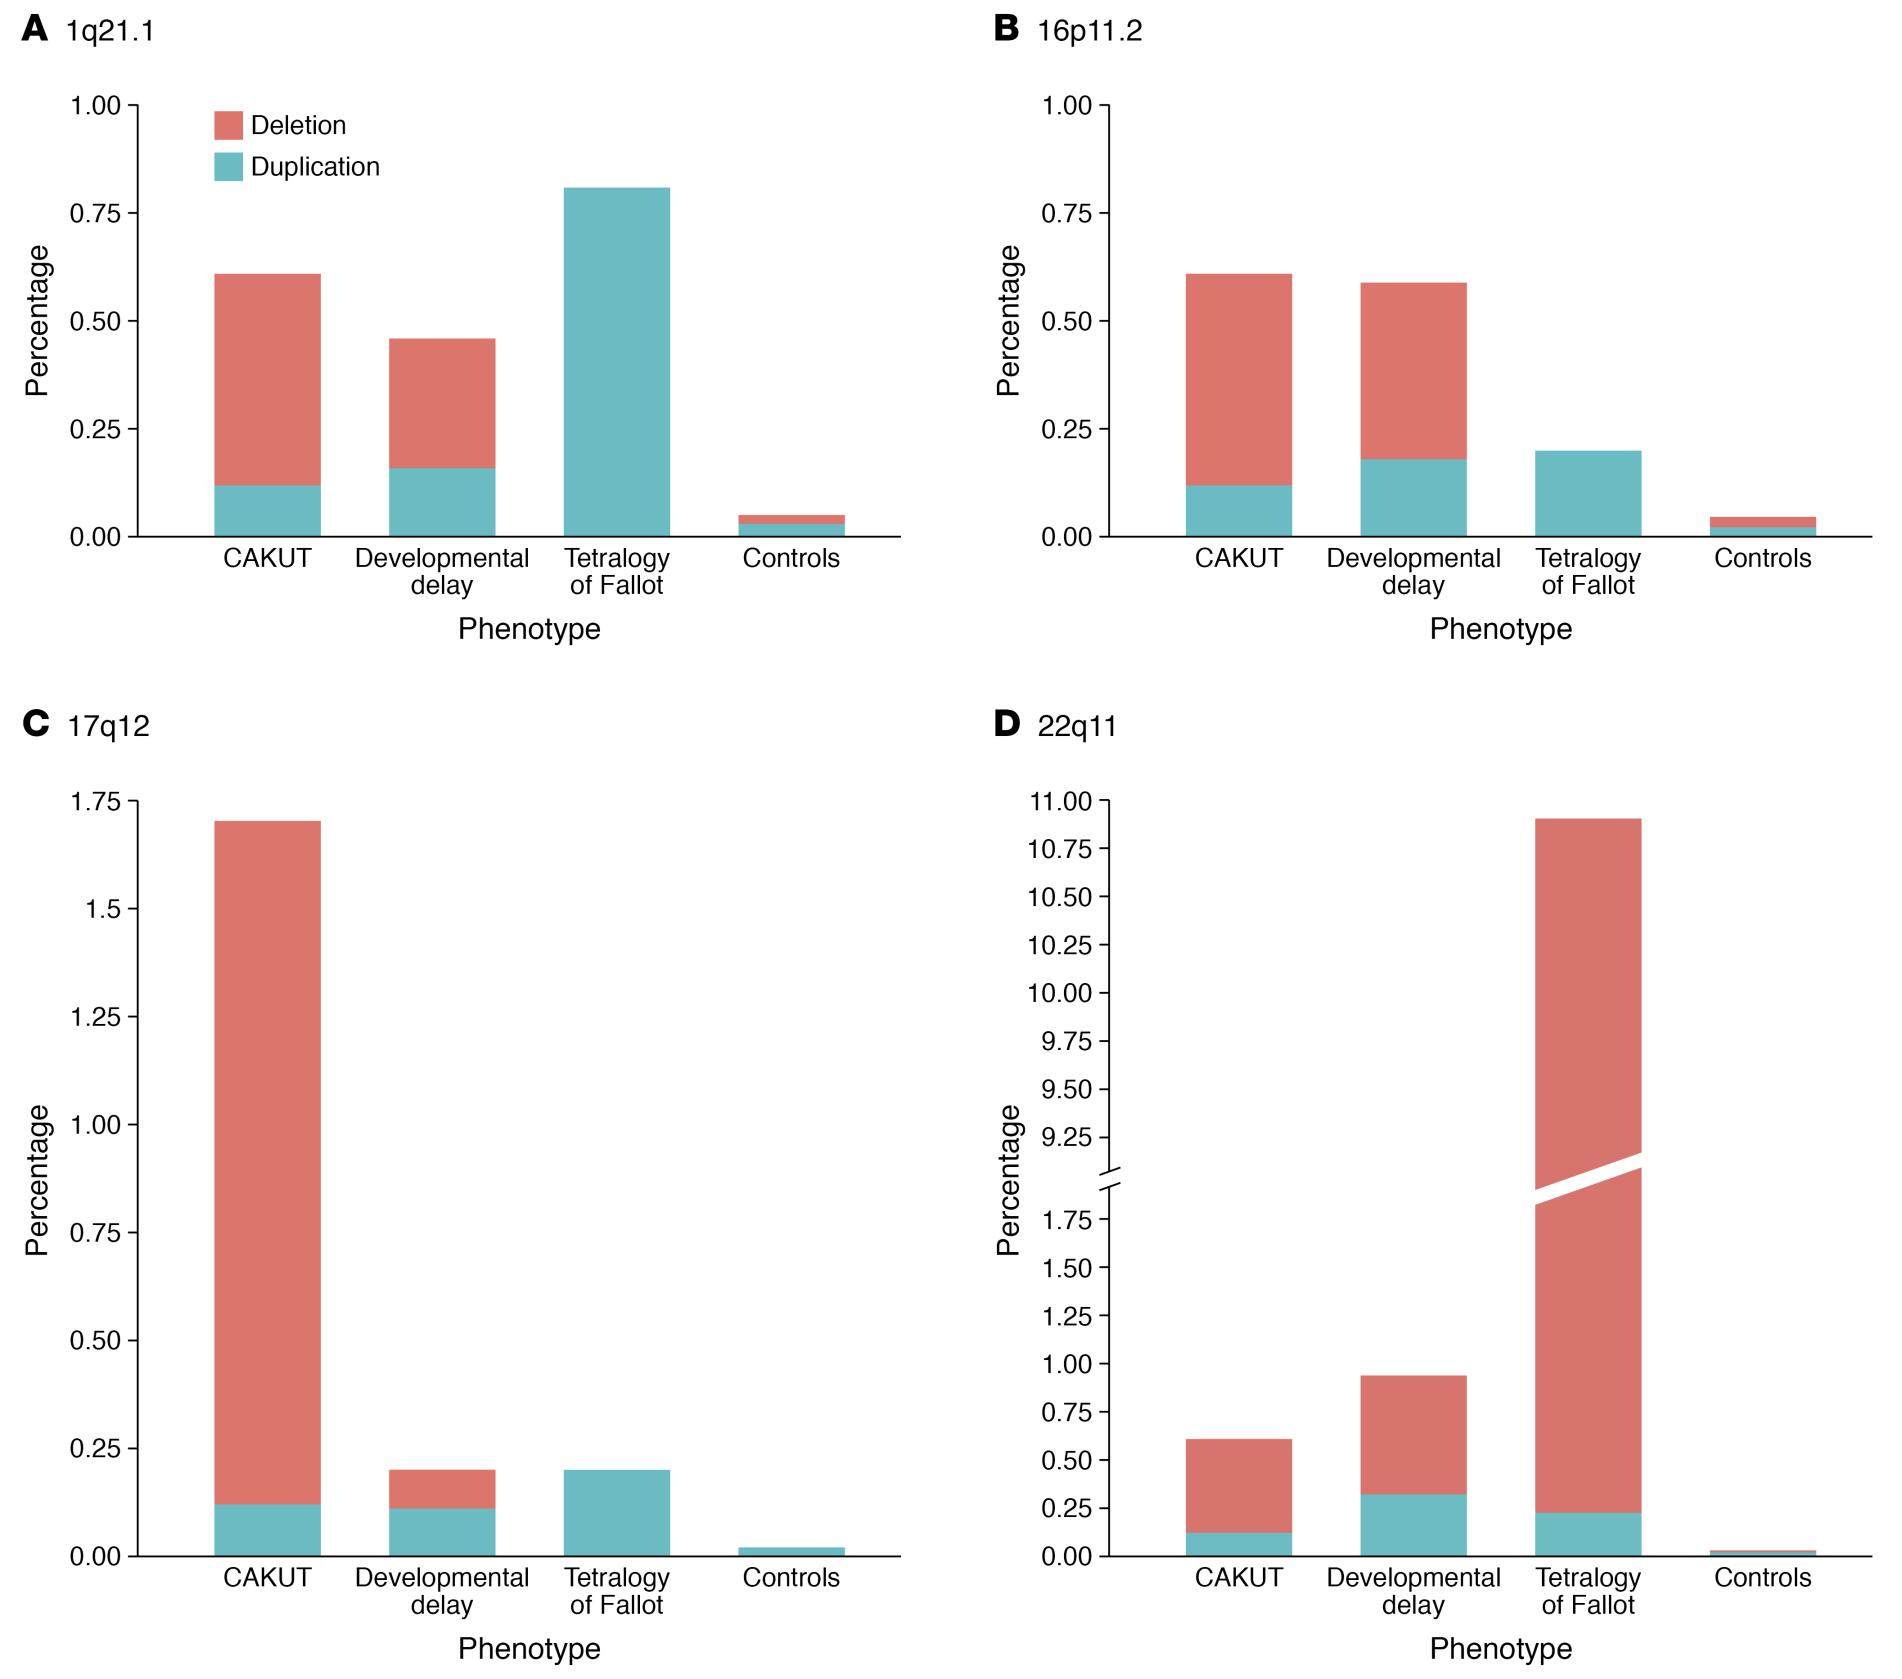 A 1q21.1
1.00
0.75
0.50
0.25
0.00
Percentage
Deletion
Duplication
CAKUT
Developmental
delay
Tetralogy
of Fallot
Controls
Phenotype
B 16p11.2
1.00
0.75
0.50
0.25
0.00
Percentage
CAKUT
Developmental
delay
Tetralogy
of Fallot
Controls
Phenotype
C 17q12
1.75
1.5
1.25
1.00
0.75
0.50
0.25
0.00
Percentage
CAKUT
Developmental
delay
Tetralogy
of Fallot
Controls
Phenotype
D 22q11
11.00
10.75
10.50
10.25
10.00
9.75
9.50
9.25
1.75
1.50
1.25
1.00
0.75
0.50
0.25
0.00
Percentage
CAKUT
Developmental
delay
Tetralogy
of Fallot
Controls
Phenotype